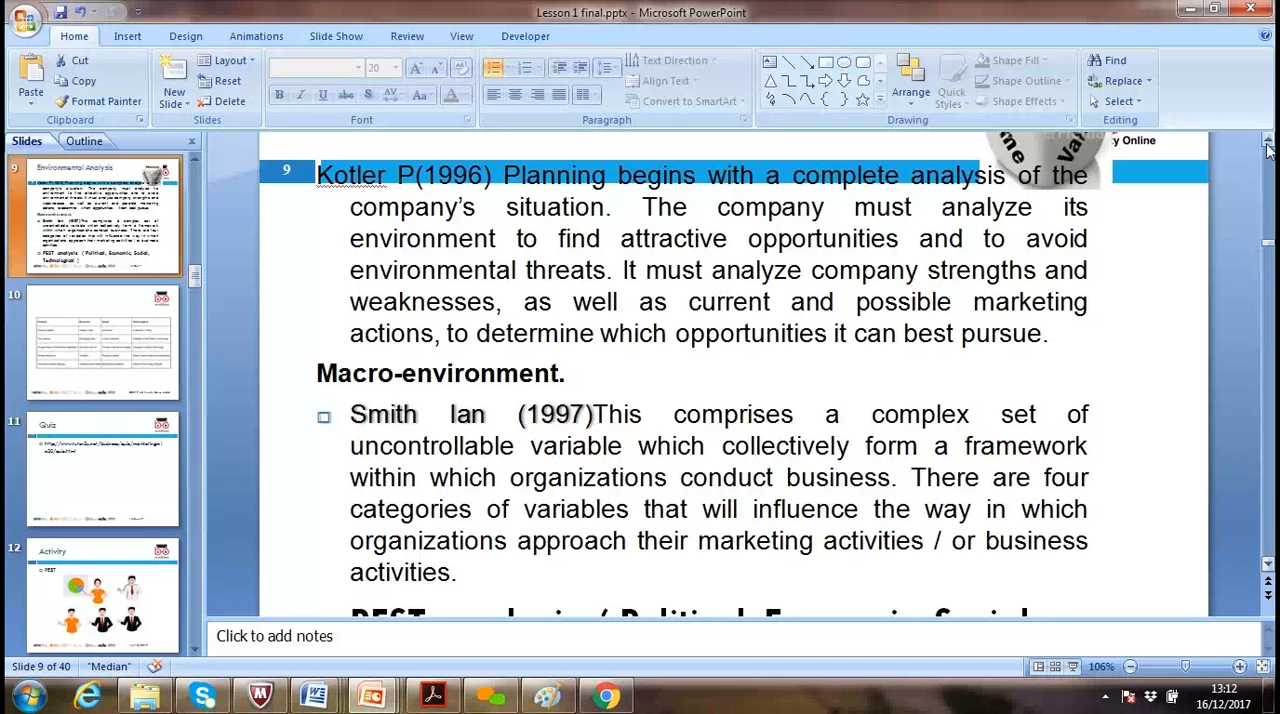 Lesson 1 final.pptx - Microsoft PowerPoint
Home Insert Design Animations Slide Show Review View Developer
Paste
Cut
Copy
Format Painter
Clipboard
New
Slide
Layout
Reset
Delete
Slides
20
Font
Text Direction
Align Text
Convert to SmartArt
Paragraph
Arrange
Quick
Styles
Shape Fill
Shape Outline
Shape Effects
Drawing
Find
Replace
Select
Editing
Slides Outline
9
Environmental Analysis
10
11
Quiz
12
Activity
PEST
me
Va
y Online
9
Kotler P(1996) Planning begins with a complete analysis of the
company's situation. The company must analyze its
environment to find attractive opportunities and to avoid
environmental threats. It must analyze company strengths and
weaknesses, as well as current and possible marketing
actions, to determine which opportunities it can best pursue.
Macro-environment.
Smith Ian (1997)This comprises a complex set of
uncontrollable variable which collectively form a framework
within which organizations conduct business. There are four
categories of variables that will influence the way in which
organizations approach their marketing activities / or business
activities.
Click to add notes
Slide 9 of 40 "Median" 106%
13:12
16/12/2017